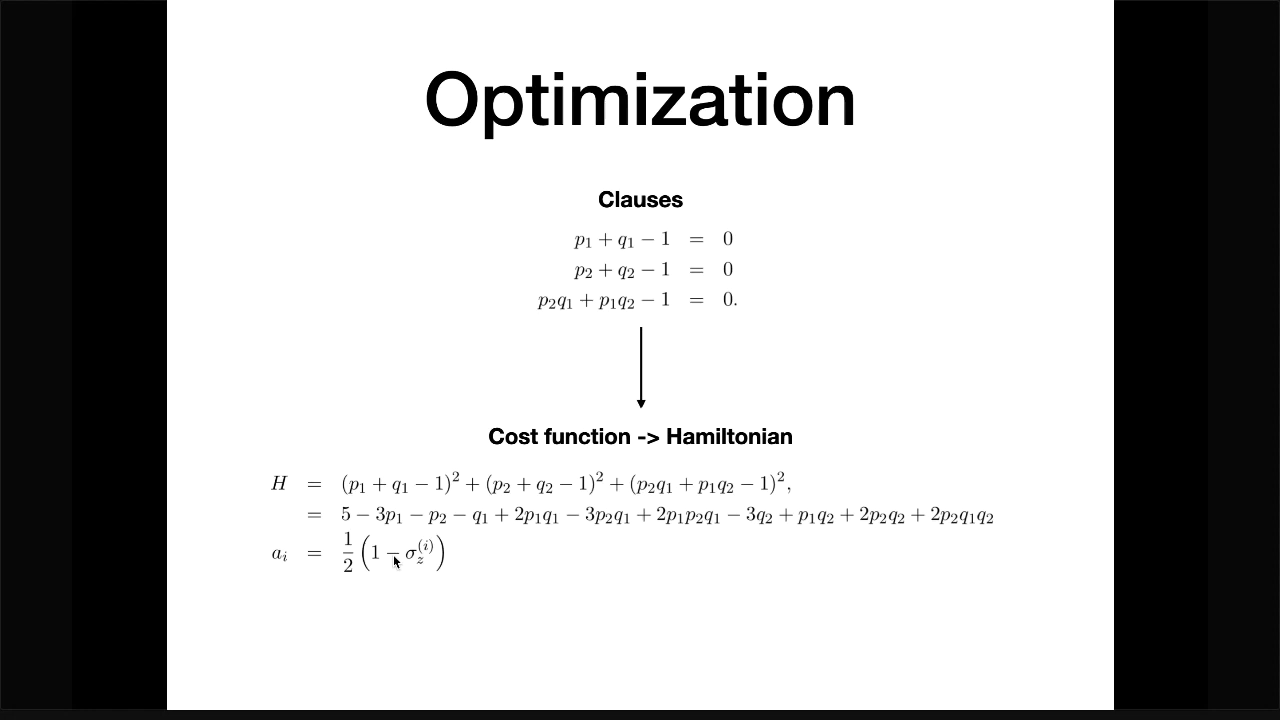 Optimization
Clauses
p₁ + q₁ − 1 = 0
p₂ + q₂ − 1 = 0
p₂q₁ + p₁q₂ − 1 = 0.
Cost function -> Hamiltonian
H = (p₁ + q₁ − 1)² + (p₂ + q₂ − 1)² + (p₂q₁ + p₁q₂ − 1)²,
= 5 − 3p₁ − p₂ − q₁ + 2p₁q₁ − 3p₂q₁ + 2p₁p₂q₁ − 3q₂ + p₁q₂ + 2p₂q₂ + 2p₂q₁q₂
aᵢ = 1/2 (1 − σ_z^(i))